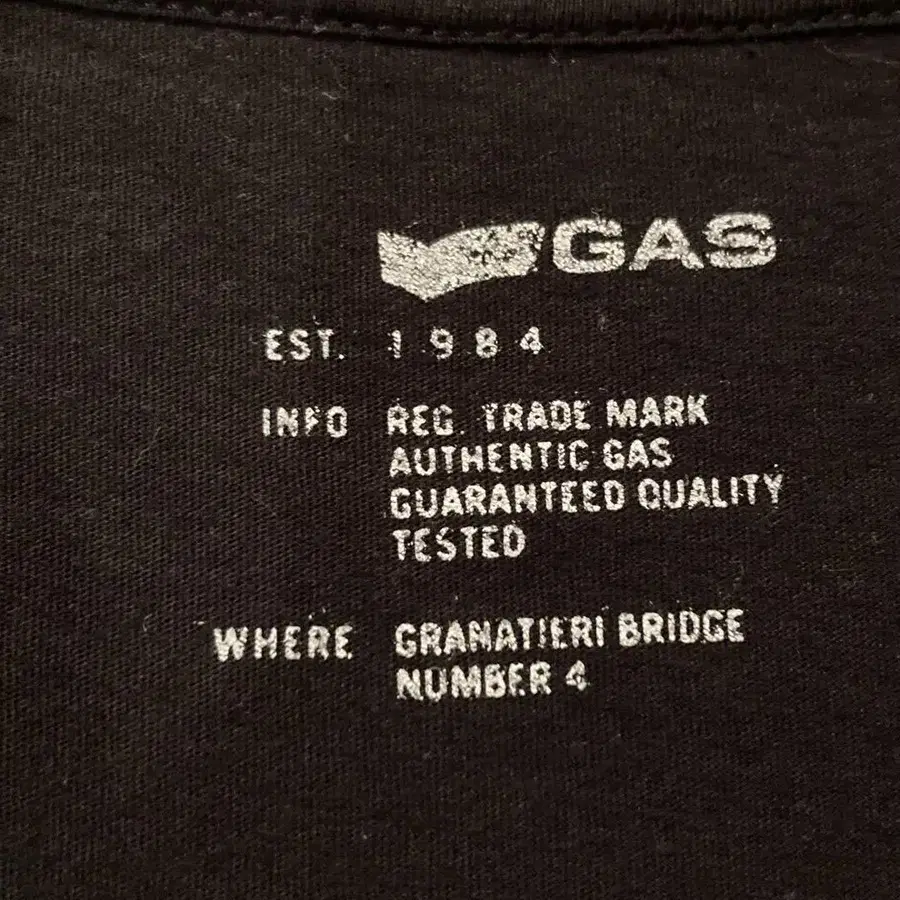 GAS
EST. 1984
INFO REG. TRADE MARK
AUTHENTIC GAS
GUARANTEED QUALITY
TESTED
WHERE GRANATIERI BRIDGE
NUMBER 4